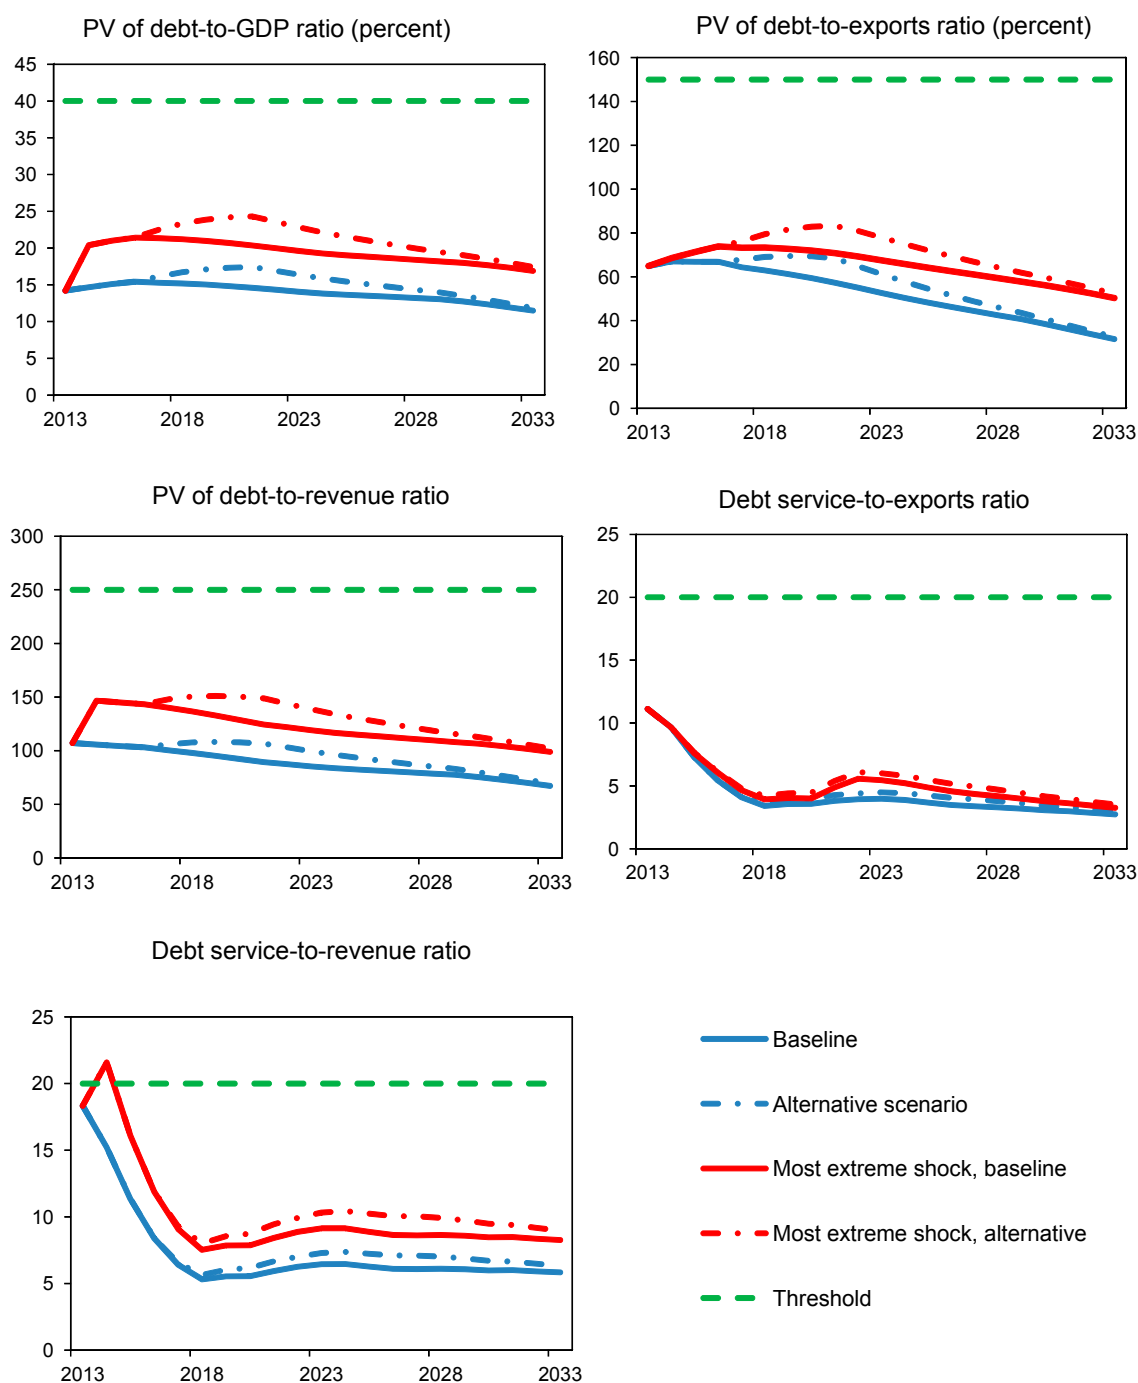 PV of debt-to-GDP ratio (percent)
45
40
35
30
25
20
15
10
5
0
2013 2018 2023 2028 2033
PV of debt-to-exports ratio (percent)
160
140
120
100
80
60
40
20
0
2013 2018 2023 2028 2033
PV of debt-to-revenue ratio
300
250
200
150
100
50
0
2013 2018 2023 2028 2033
Debt service-to-exports ratio
25
20
15
10
5
0
2013 2018 2023 2028 2033
Debt service-to-revenue ratio
25
20
15
10
5
0
2013 2018 2023 2028 2033
Baseline
Alternative scenario
Most extreme shock, baseline
Most extreme shock, alternative
Threshold